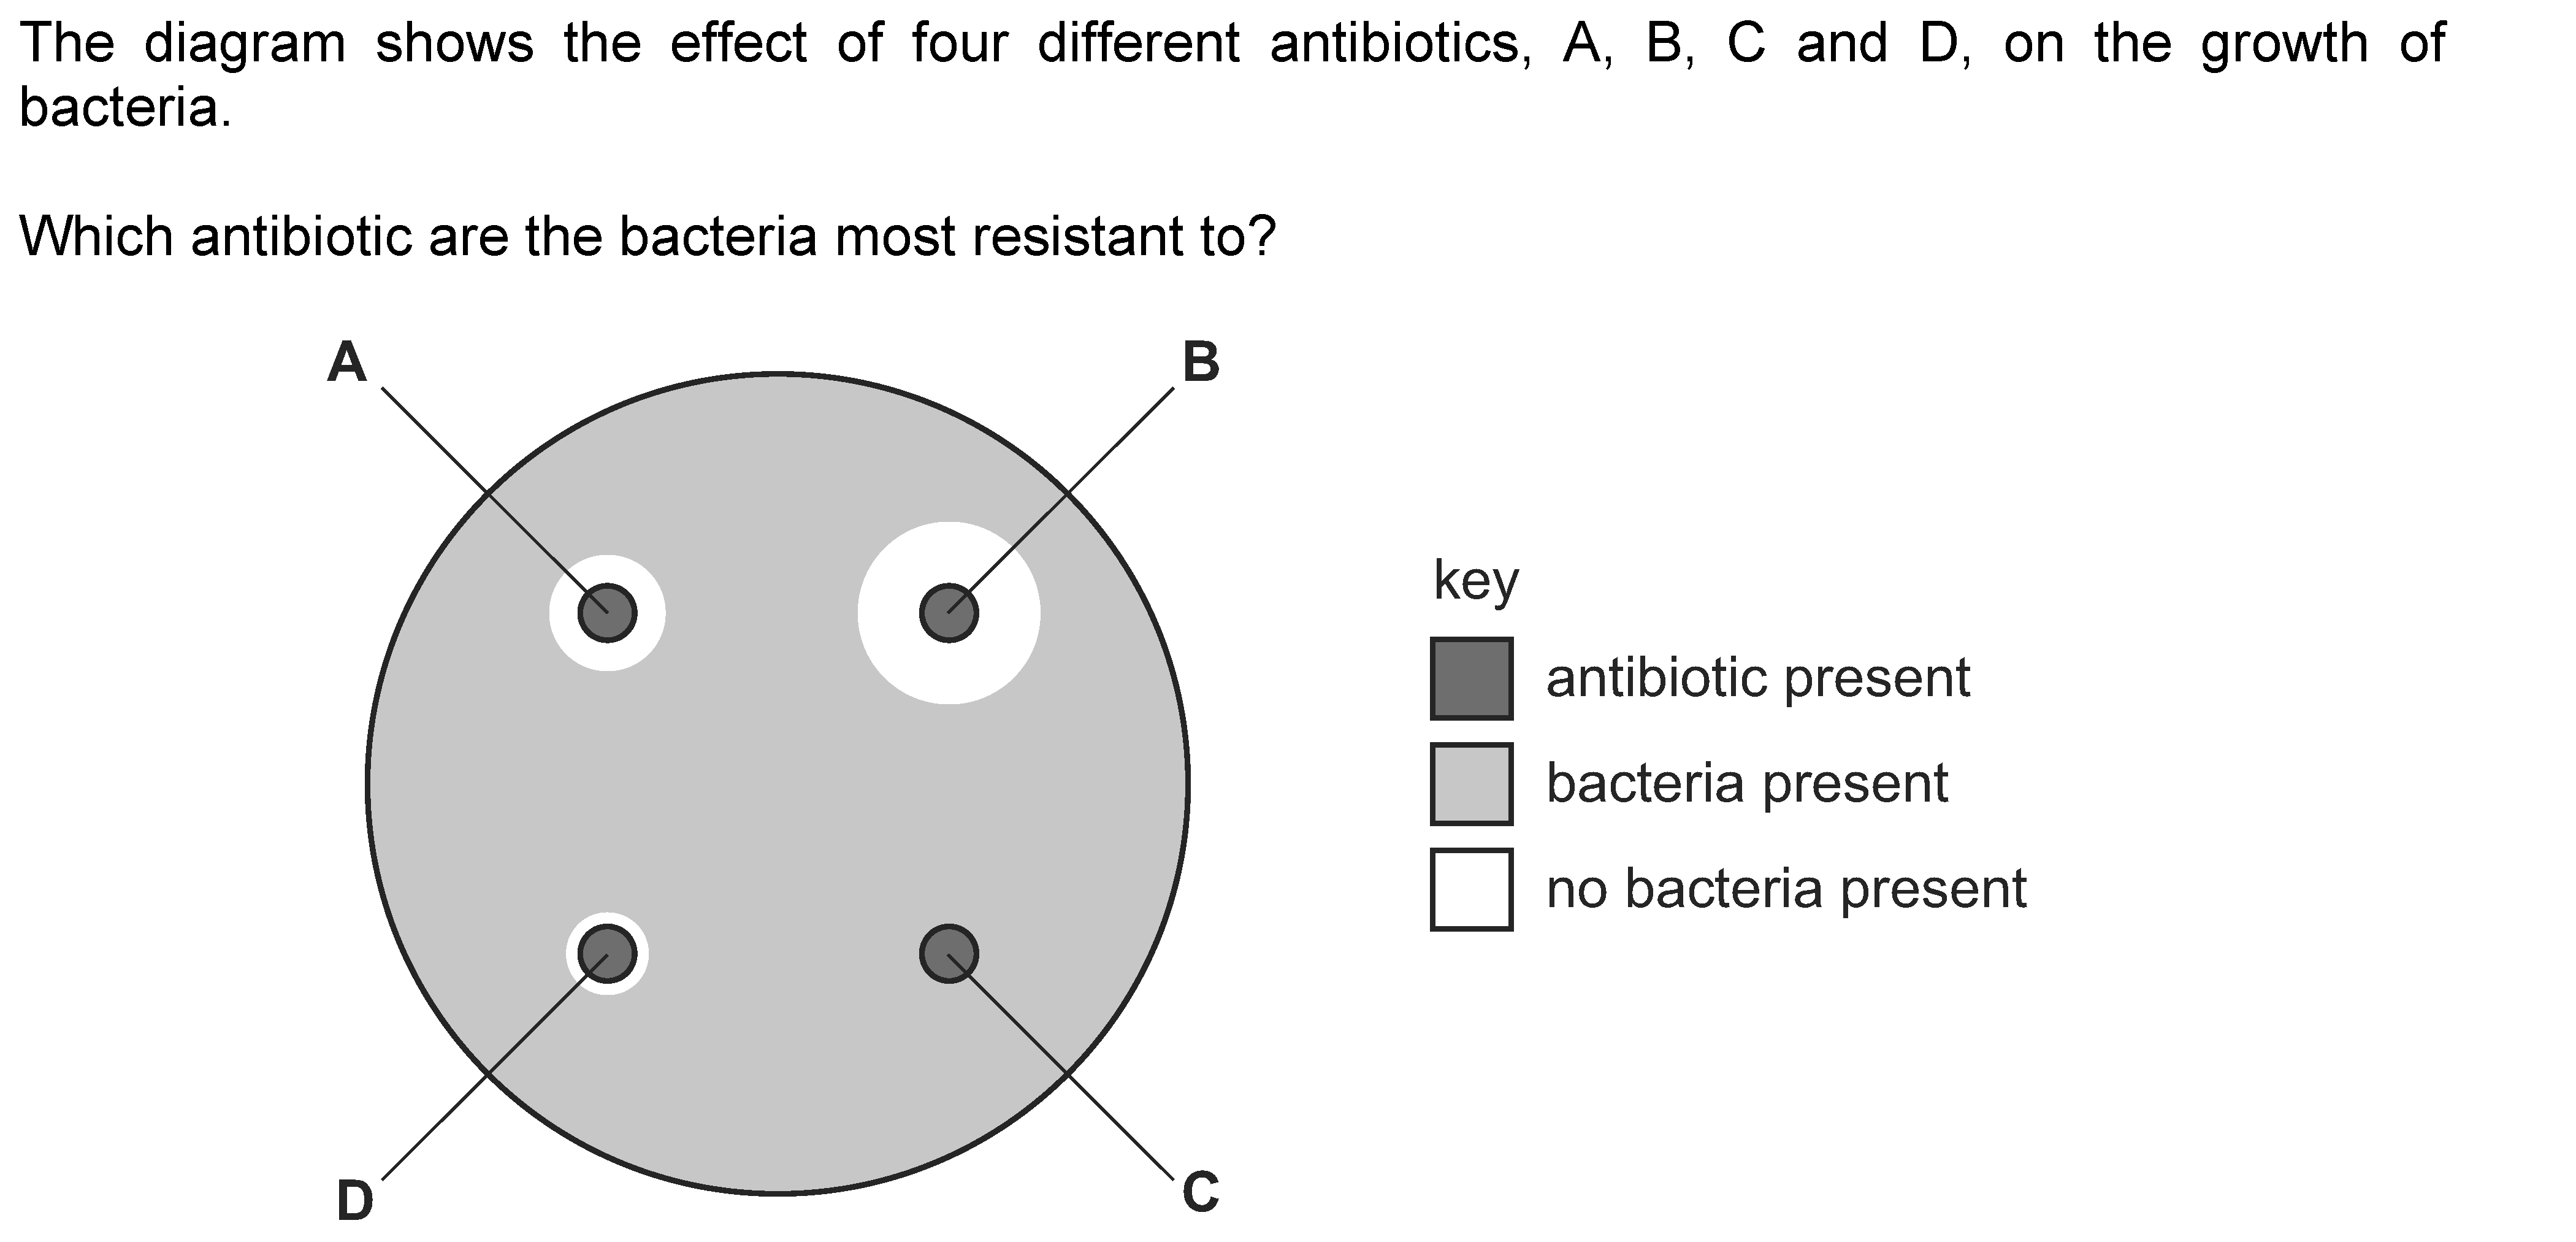 The diagram shows the effect of four different antibiotics, A, B, C and D, on the growth of
bacteria.
Which antibiotic are the bacteria most resistant to?
A
B
key
antibiotic present
bacteria present
no bacteria present
D
C